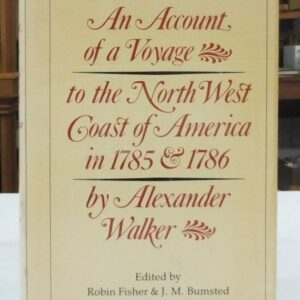 An Account
of a Voyage
to the North West
Coast of America
in 1785 & 1786
by Alexander
Walker
Edited by
Robin Fisher & J. M. Bumsted